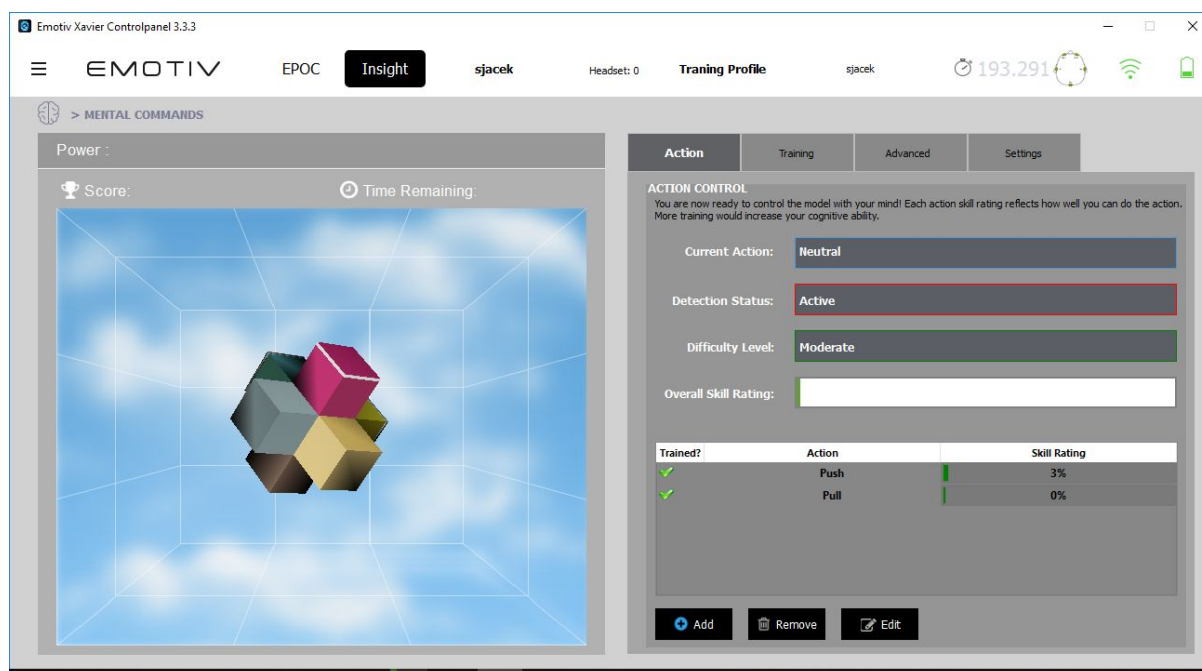 Emotiv Xavier Controlpanel 3.3.3
EMOTIV EPOC Insight sjacek Headset: 0 Traning Profile sjacek 193.291
> MENTAL COMMANDS
Power :
Score: Time Remaining:
Action Training Advanced Settings
ACTION CONTROL
You are now ready to control the model with your mind! Each action skill rating reflects how well you can do the action.
More training would increase your cognitive ability.
Current Action: Neutral
Detection Status: Active
Difficulty Level: Moderate
Overall Skill Rating:
Trained? Action Skill Rating
Push 3%
Pull 0%
Add Remove Edit